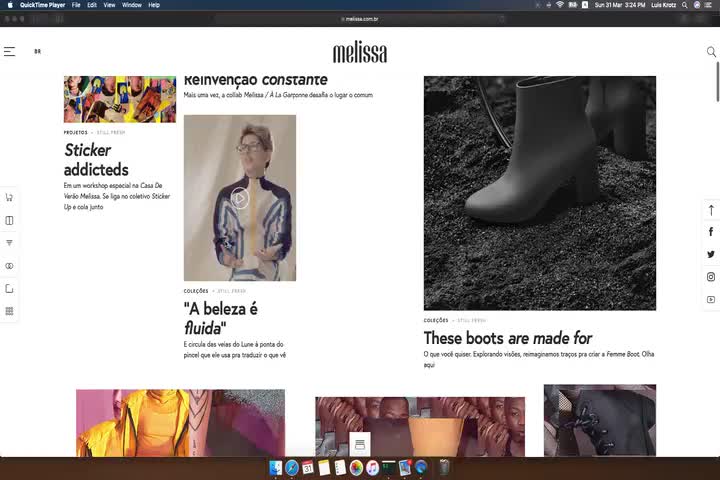 QuickTime Player File Edit View Window Help
Sun 31 Mar 3:24 PM Luis Krotz
melissa.com.br
BR
melissa
Reinvenção constante
Mais uma vez, a collab Melissa / À La Garçonne desafia o lugar o comum
PROJETOS • STILL FRESH
Sticker
addicteds
Em um workshop especial na Casa De
Verão Melissa. Se liga no coletivo Sticker
Up e cola junto
COLEÇÕES • STILL FRESH
"A beleza é
fluida"
E circula das veias do Lune à ponta do
pincel que ele usa pra traduzir o que vê
COLEÇÕES • STILL FRESH
These boots are made for
O que você quiser. Explorando visões, reimaginamos traços pra criar a Femme Boot. Olha
aqui